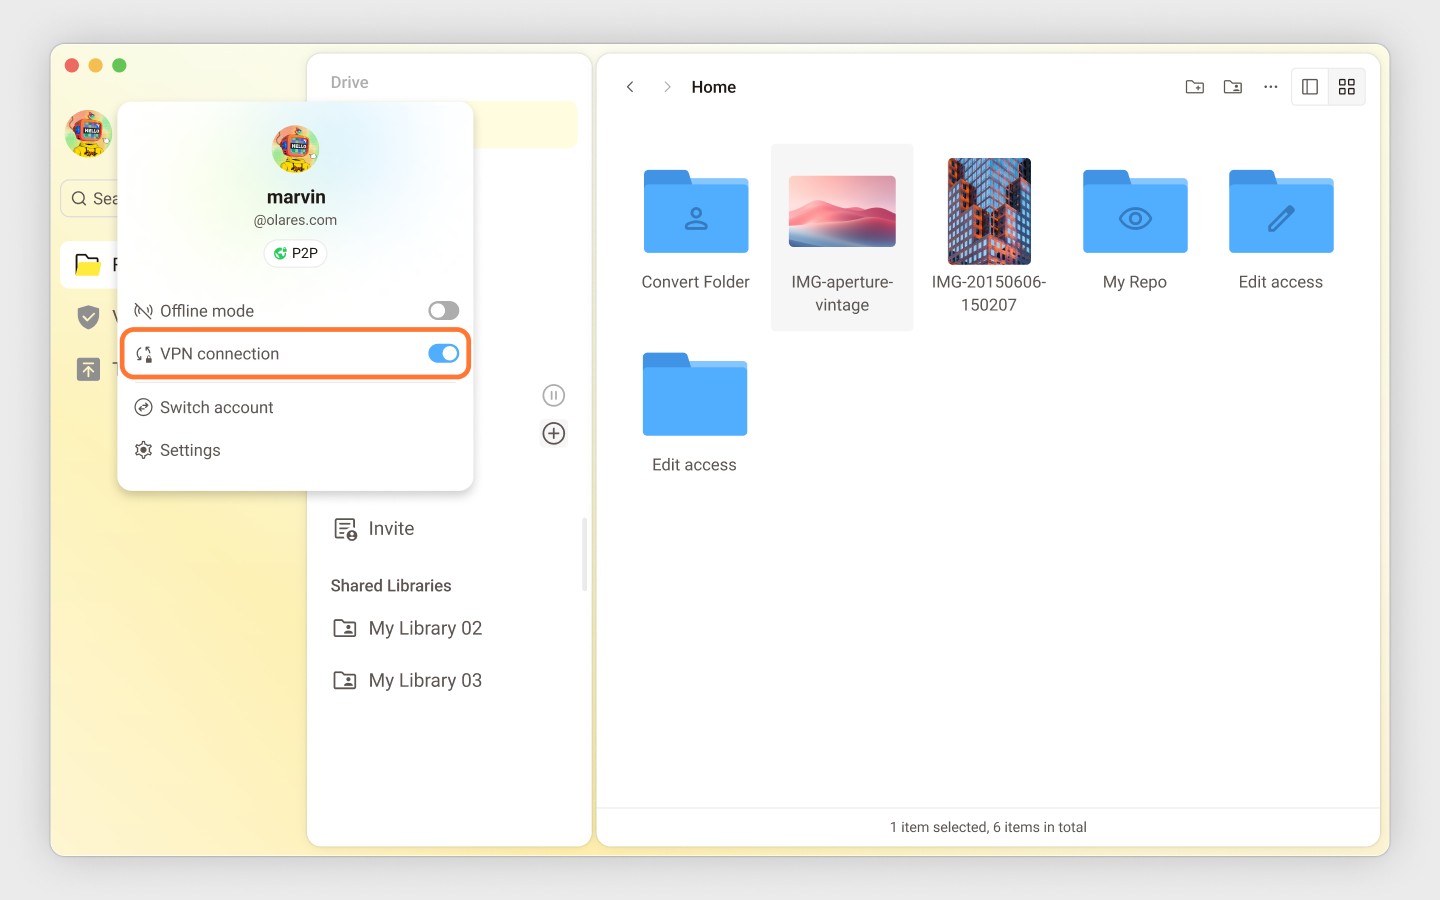 Drive
Home
marvin
@olares.com
P2P
Offline mode
VPN connection
Switch account
Settings
Invite
Shared Libraries
My Library 02
My Library 03
Convert Folder
IMG-aperture-
vintage
IMG-20150606-
150207
My Repo
Edit access
Edit access
1 item selected, 6 items in total